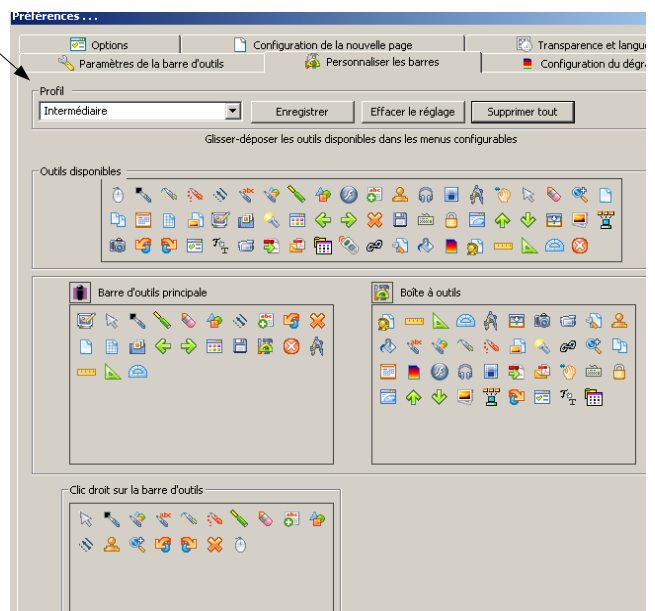 Préférences . . .
Options
Configuration de la nouvelle page
Transparence et langu
Paramètres de la barre d'outils
Personnaliser les barres
Configuration du dégr
Profil
Intermédiaire
Enregistrer
Effacer le réglage
Supprimer tout
Glisser-déposer les outils disponibles dans les menus configurables
Outils disponibles
Barre d'outils principale
Boîte à outils
Clic droit sur la barre d'outils